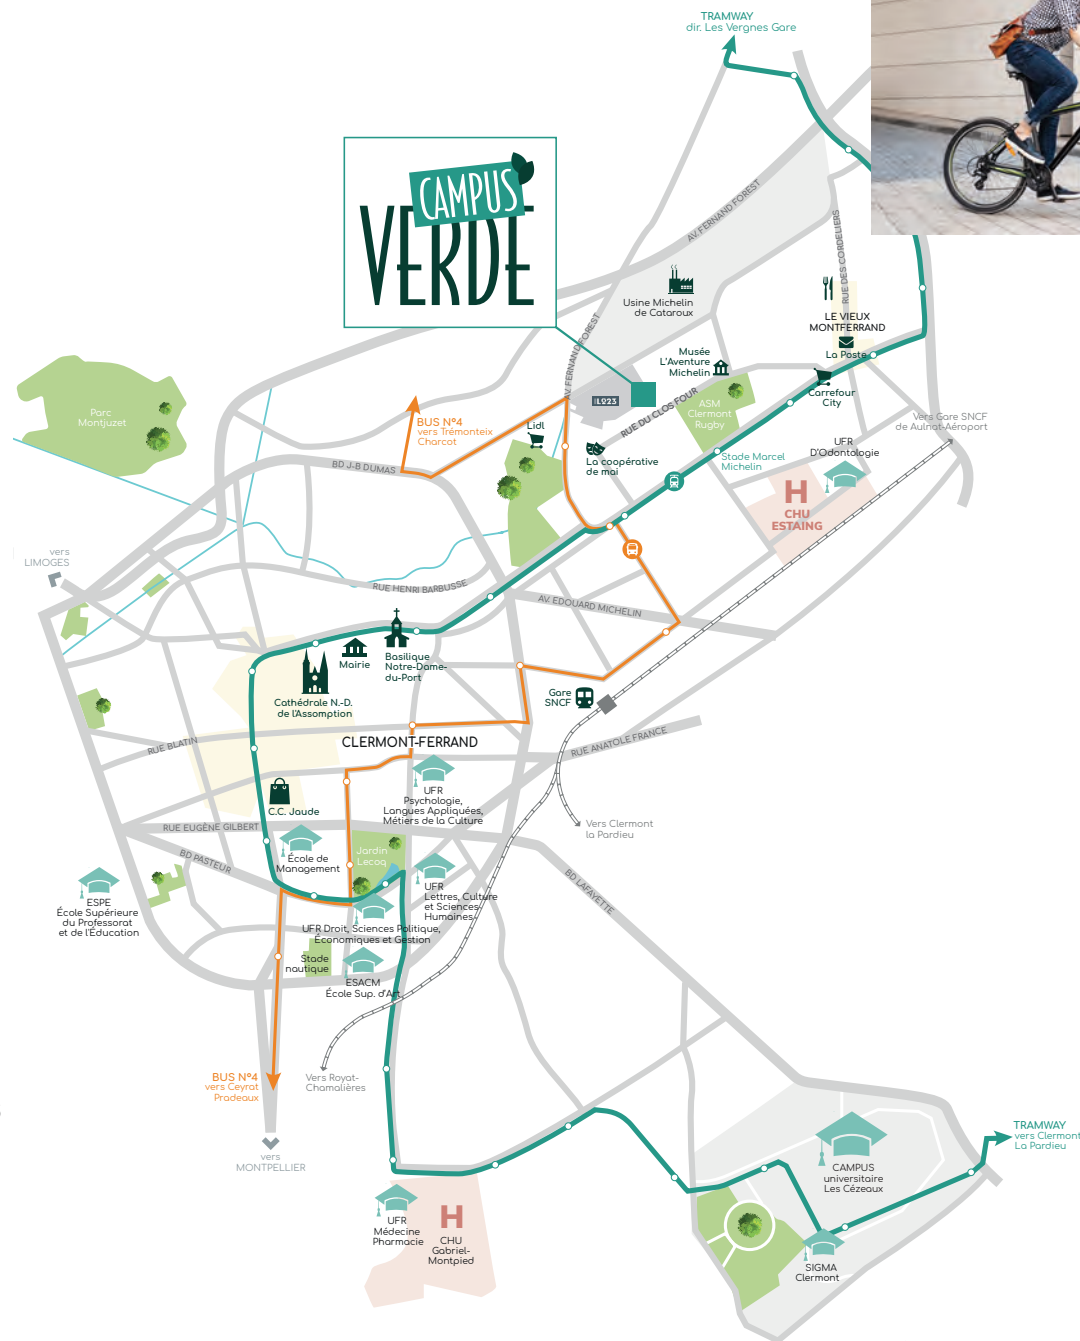 TRAMWAY
dir. Les Vergnes Gare
CAMPUS
VERDE
AV. FERNAND FOREST
RUE DES CORDELIERS
Usine Michelin
de Cataroux
LE VIEUX
MONTFERRAND
La Poste
AV. FERNAND FOREST
Musée
L'Aventure
Michelin
Carrefour
City
Parc
Montjuzet
BUS Nº4
vers Trémonteix
Charcot
Lidl
RUE DU CLOS FOUR
ASM
Clermont
Rugby
Vers Gare SNCF
de Aulnat-Aéroport
UFR
D'Odontologie
La coopérative
de mai
Stade Marcel
Michelin
BD J-B DUMAS
H
CHU
ESTAING
vers
LIMOGES
RUE HENRI BARBUSSE
AV. EDOUARD MICHELIN
Mairie
Basilique
Notre-Dame-
du-Port
Cathédrale N.-D.
de l'Assomption
Gare
SNCF
RUE BLATIN
CLERMONT-FERRAND
RUE ANATOLE FRANCE
UFR
Psychologie,
Langues Appliquées,
Métiers de la Culture
C.C. Jaude
RUE EUGÈNE GILBERT
Vers Clermont
la Pardieu
BD PASTEUR
École de
Management
Jardin
Lecoq
BD LAFAYETTE
ESPE
École Supérieure
du Professorat
et de l'Éducation
UFR
Lettres, Culture
et Sciences
Humaines
UFR Droit, Sciences Politique,
Économiques et Gestion
Stade
nautique
ESACM
École Sup. d'Art
BUS Nº4
vers Ceyrat
Pradeaux
Vers Royat-
Chamalières
vers
MONTPELLIER
TRAMWAY
vers Clermont
La Pardieu
CAMPUS
universitaire
Les Cézeaux
UFR
Médecine
Pharmacie
H
CHU
Gabriel-
Montpied
SIGMA
Clermont